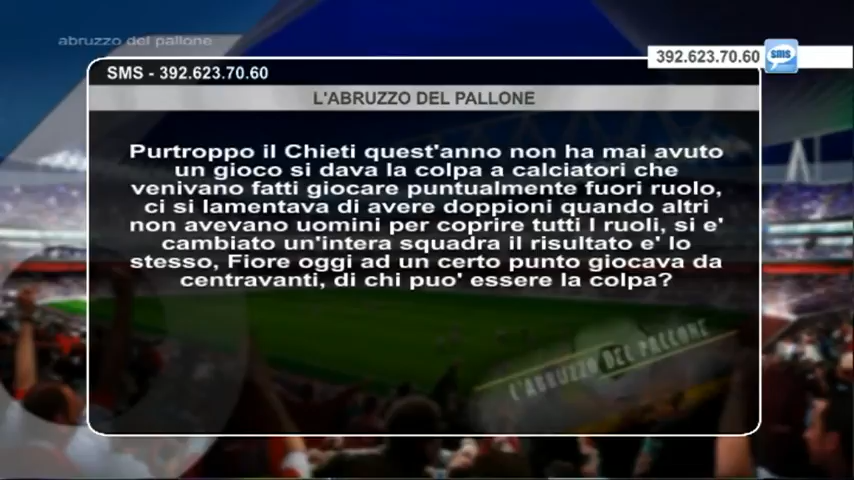 abruzzo del pallone
392.623.70.60 sms
SMS - 392.623.70.60
L'ABRUZZO DEL PALLONE
Purtroppo il Chieti quest'anno non ha mai avuto
un gioco si dava la colpa a calciatori che
venivano fatti giocare puntualmente fuori ruolo,
ci si lamentava di avere doppioni quando altri
non avevano uomini per coprire tutti I ruoli, si e'
cambiato un'intera squadra il risultato e' lo
stesso, Fiore oggi ad un certo punto giocava da
centravanti, di chi puo' essere la colpa?
L'ABRUZZO DEL PALLONE